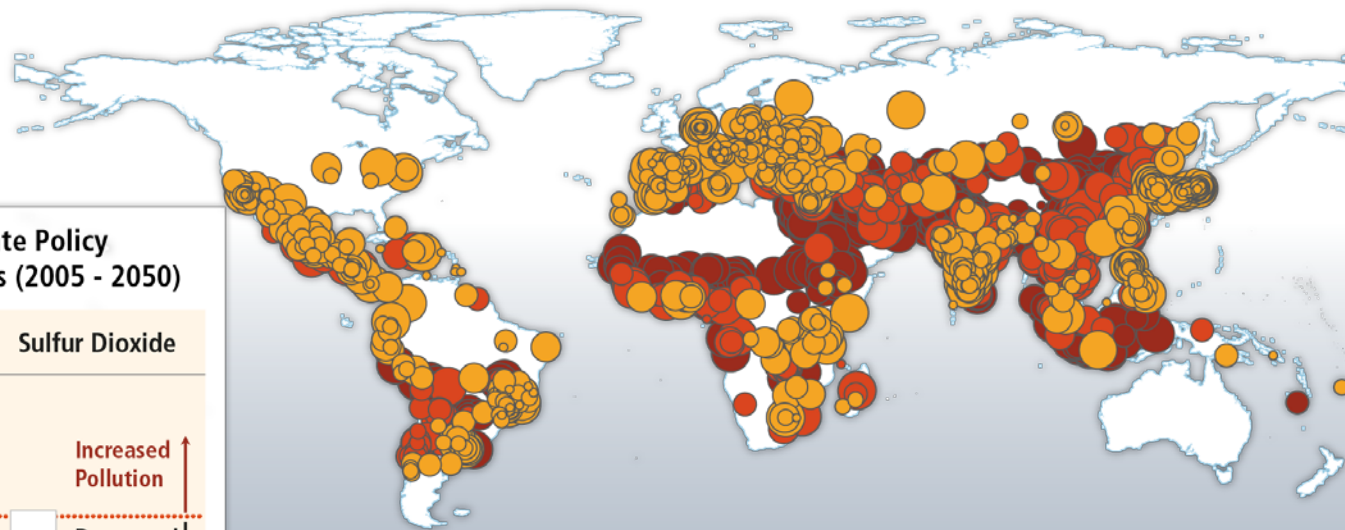 te Policy
s (2005 - 2050)
Sulfur Dioxide
Increased
Pollution